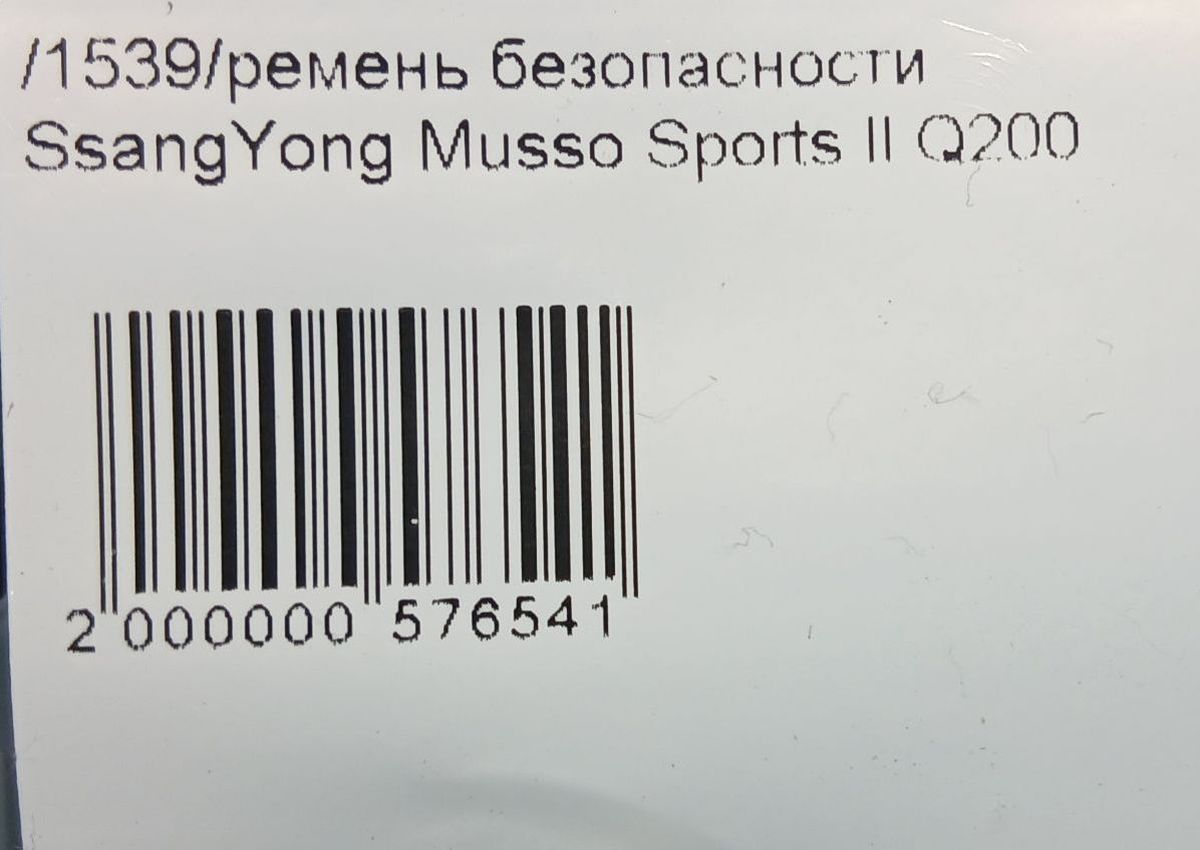 /1539/ремень безопасности
SsangYong Musso Sports II Q200
2 000000 576541